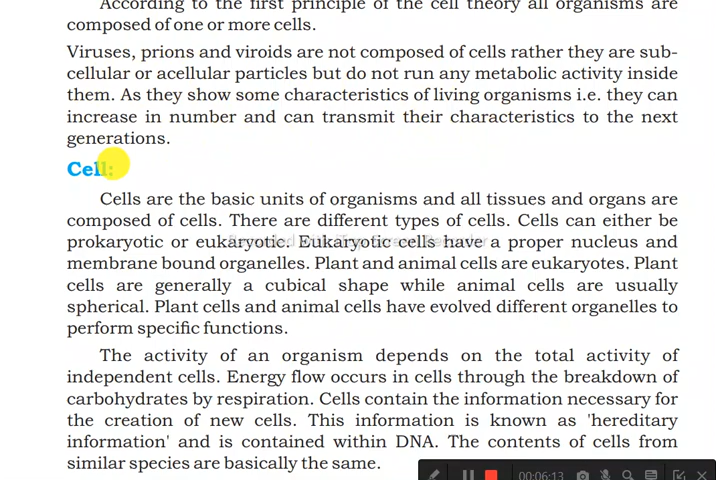 According to the first principle of the cell theory all organisms are
composed of one or more cells.
Viruses, prions and viroids are not composed of cells rather they are sub-
cellular or acellular particles but do not run any metabolic activity inside
them. As they show some characteristics of living organisms i.e. they can
increase in number and can transmit their characteristics to the next
generations.
Cell:
Cells are the basic units of organisms and all tissues and organs are
composed of cells. There are different types of cells. Cells can either be
prokaryotic or eukaryotic. Eukaryotic cells have a proper nucleus and
membrane bound organelles. Plant and animal cells are eukaryotes. Plant
cells are generally a cubical shape while animal cells are usually
spherical. Plant cells and animal cells have evolved different organelles to
perform specific functions.
The activity of an organism depends on the total activity of
independent cells. Energy flow occurs in cells through the breakdown of
carbohydrates by respiration. Cells contain the information necessary for
the creation of new cells. This information is known as 'hereditary
information' and is contained within DNA. The contents of cells from
similar species are basically the same.
00:06:13